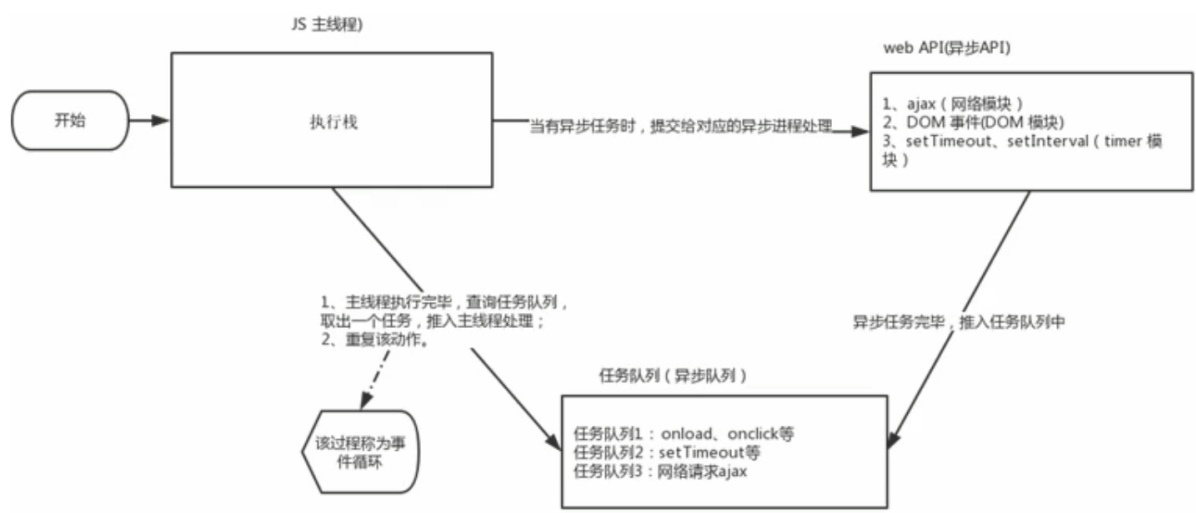 JS 主线程)
web API(异步API)
开始
执行栈
当有异步任务时，提交给对应的异步进程处理
1、ajax（网络模块）
2、DOM 事件(DOM 模块)
3、setTimeout、setInterval（timer 模
块）
1、主线程执行完毕，查询任务队列，
取出一个任务，推入主线程处理；
2、重复该动作。
异步任务完毕，推入任务队列中
任务队列（异步队列）
该过程称为事
件循环
任务队列1：onload、onclick等
任务队列2：setTimeout等
任务队列3：网络请求ajax